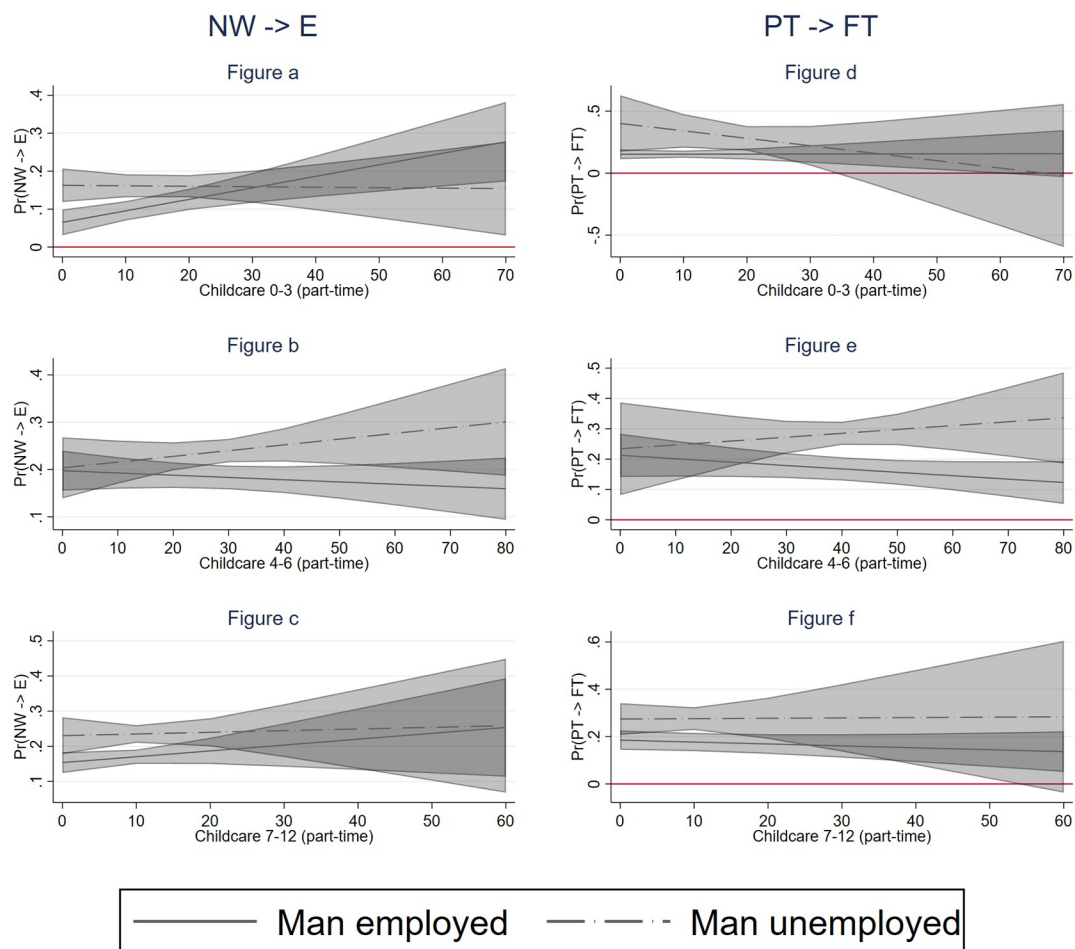 NW -> E
PT -> FT
Figure a
Pr(NW -> E)
.4
.3
.2
.1
0
0 10 20 30 40 50 60 70
Childcare 0-3 (part-time)
Figure d
Pr(PT -> FT)
.5
0
-.5
0 10 20 30 40 50 60 70
Childcare 0-3 (part-time)
Figure b
Pr(NW -> E)
.4
.3
.2
.1
0 10 20 30 40 50 60 70 80
Childcare 4-6 (part-time)
Figure e
Pr(PT -> FT)
.5
.4
.3
.2
.1
0
0 10 20 30 40 50 60 70 80
Childcare 4-6 (part-time)
Figure c
Pr(NW -> E)
.5
.4
.3
.2
.1
0 10 20 30 40 50 60
Childcare 7-12 (part-time)
Figure f
Pr(PT -> FT)
.6
.4
.2
0
0 10 20 30 40 50 60
Childcare 7-12 (part-time)
Man employed
Man unemployed